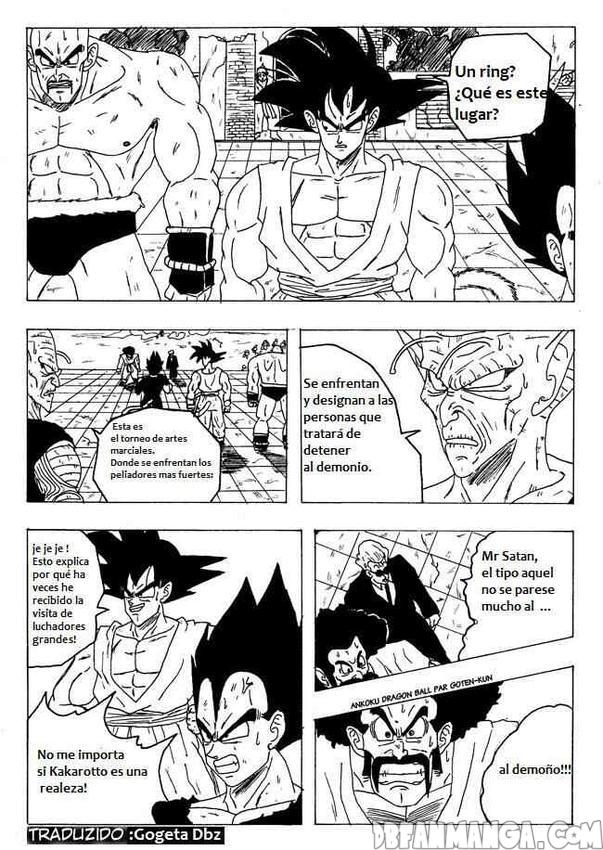 Un ring?
¿Qué es este
lugar?
Esta es
el torneo de artes
marciales.
Donde se enfrentan los
pelliadores mas fuertes:
Se enfrentan
y designan a las
personas que
tratará de
detener
al demonio.
je je je !
Esto explica
por qué ha
veces he
recibido la
visita de
luchadores
grandes!
No me importa
si Kakarotto es una
realeza!
Mr Satan,
el tipo aquel
no se parese
mucho al ...
ANKOKU DRAGON BALL PAR GOTEN-KUN
al demoño!!!
TRADUZIDO :Gogeta Dbz
DBFANMANGA.COM